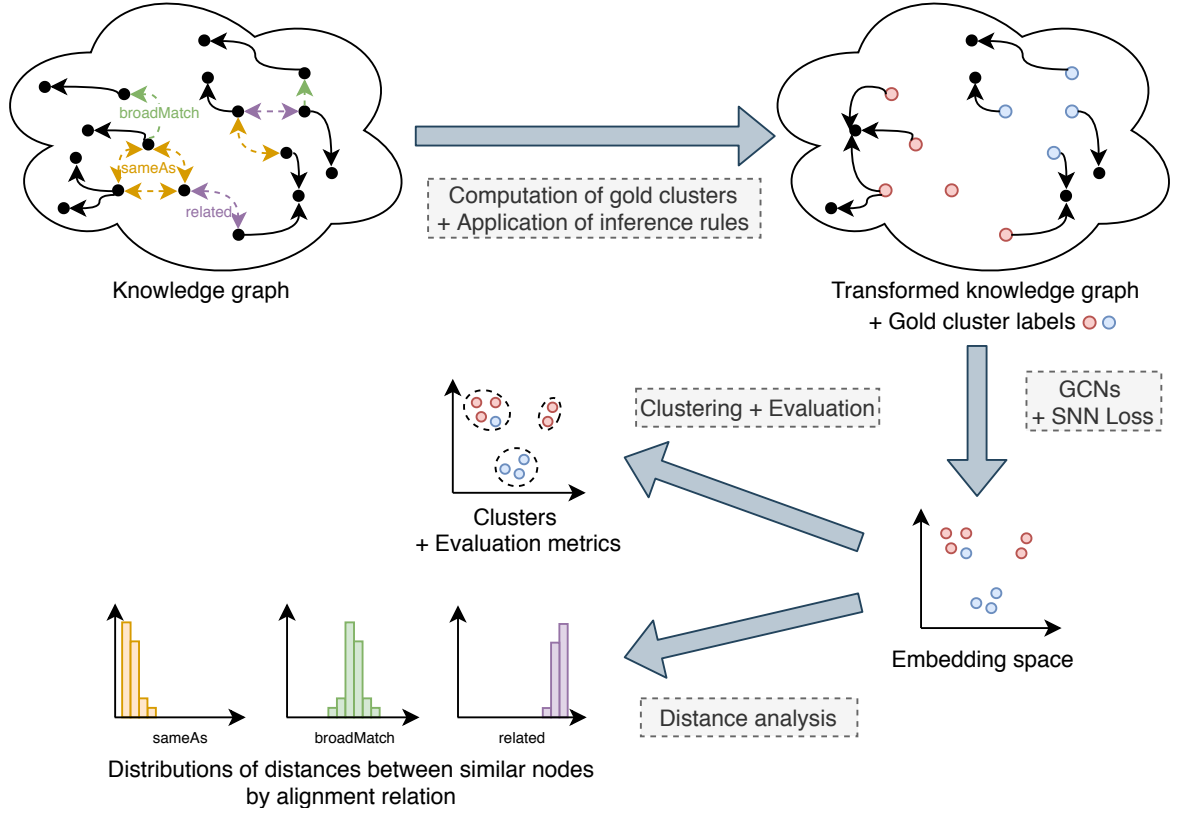 broadMatch
sameAs
related
Knowledge graph
Computation of gold clusters
+ Application of inference rules
Transformed knowledge graph
+ Gold cluster labels
GCNs
+ SNN Loss
Clustering + Evaluation
Clusters
+ Evaluation metrics
Embedding space
Distance analysis
sameAs
broadMatch
related
Distributions of distances between similar nodes
by alignment relation